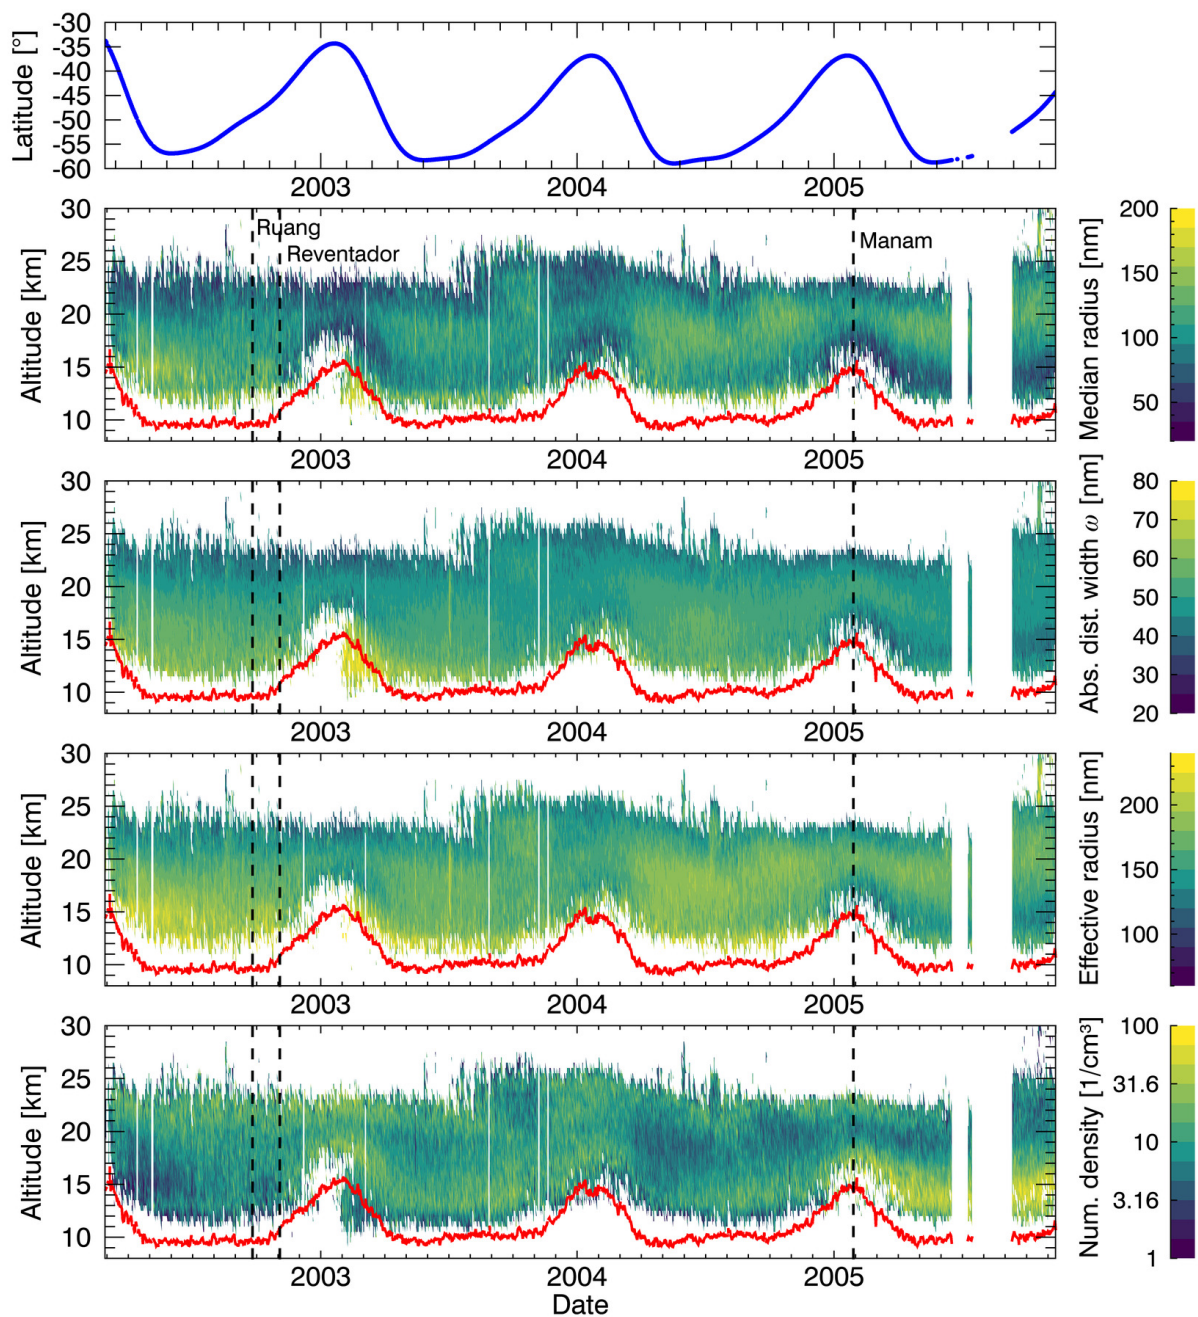 -30
-35
-40
-45
-50
-55
-60
Latitude [°]
2003 2004 2005
30
25
20
15
10
Altitude [km]
Ruang
Reventador
Manam
200
150
100
50
Median radius [nm]
2003 2004 2005
30
25
20
15
10
Altitude [km]
80
70
60
50
40
30
20
Abs. dist. width ω [nm]
2003 2004 2005
30
25
20
15
10
Altitude [km]
200
150
100
Effective radius [nm]
2003 2004 2005
30
25
20
15
10
Altitude [km]
100
31.6
10
3.16
1
Num. density [1/cm³]
2003 2004 2005
Date